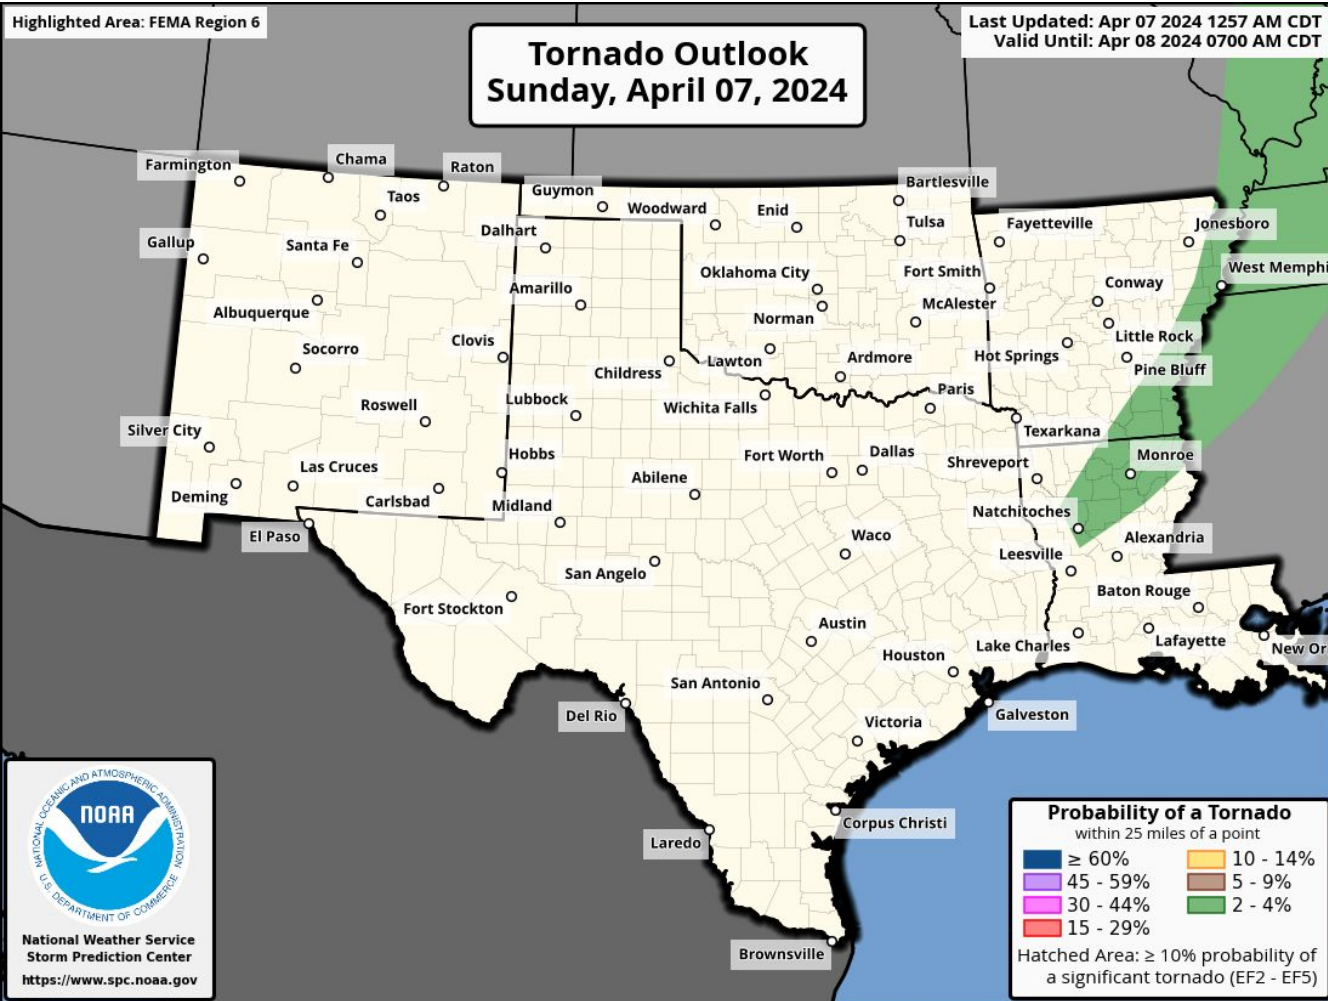 Highlighted Area: FEMA Region 6
Last Updated: Apr 07 2024 1257 AM CDT
Valid Until: Apr 08 2024 0700 AM CDT
Tornado Outlook
Sunday, April 07, 2024
Farmington
Chama
Raton
Taos
Guymon
Woodward
Enid
Bartlesville
Tulsa
Fayetteville
Jonesboro
Gallup
Santa Fe
Dalhart
Oklahoma City
Fort Smith
West Memphi
Amarillo
Conway
Albuquerque
Norman
McAlester
Socorro
Clovis
Little Rock
Childress
Lawton
Ardmore
Hot Springs
Pine Bluff
Roswell
Lubbock
Wichita Falls
Paris
Silver City
Texarkana
Las Cruces
Hobbs
Fort Worth
Dallas
Shreveport
Monroe
Deming
Carlsbad
Midland
Abilene
Natchitoches
El Paso
Waco
Alexandria
San Angelo
Leesville
Fort Stockton
Baton Rouge
Austin
Lake Charles
Lafayette
New Or
Houston
San Antonio
Del Rio
Victoria
Galveston
Corpus Christi
Laredo
Brownsville
NATIONAL OCEANIC AND ATMOSPHERIC ADMINISTRATION
NOAA
U.S. DEPARTMENT OF COMMERCE
National Weather Service
Storm Prediction Center
https://www.spc.noaa.gov
Probability of a Tornado
within 25 miles of a point
≥ 60%
45 - 59%
30 - 44%
15 - 29%
10 - 14%
5 - 9%
2 - 4%
Hatched Area: ≥ 10% probability of
a significant tornado (EF2 - EF5)